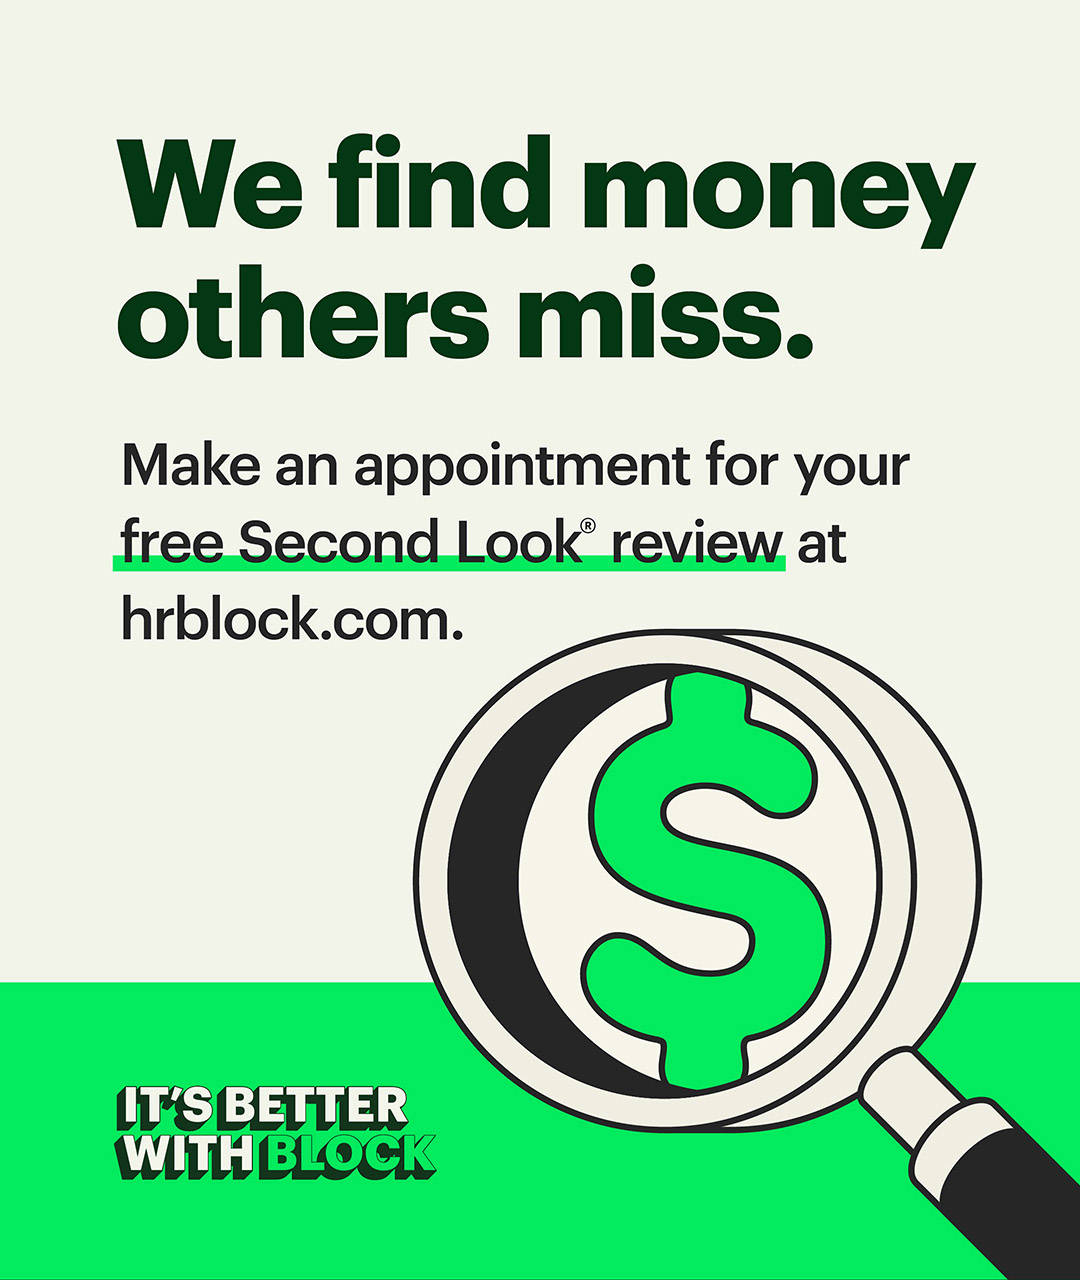 We find money
others miss.
Make an appointment for your
free Second Look® review at
hrblock.com.
IT'S BETTER
WITH BLOCK